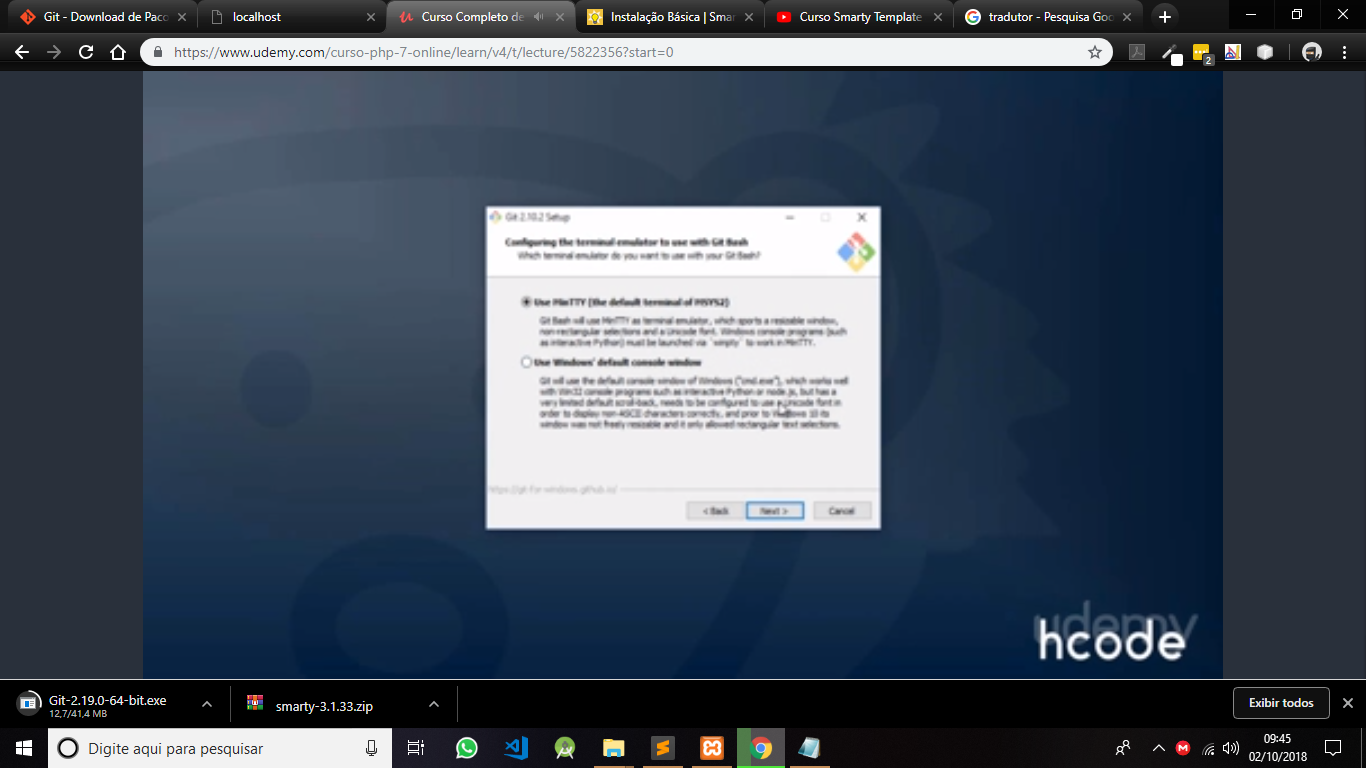 Git - Download de Paco
localhost
Curso Completo de
Instalação Básica | Smar
Curso Smarty Template
tradutor - Pesquisa Goo
https://www.udemy.com/curso-php-7-online/learn/v4/t/lecture/5822356?start=0
2
Git 2.10.2 Setup
Configuring the terminal emulator to use with Git Bash
Which terminal emulator do you want to use with your Git Bash?
Use MinTTY (the default terminal of MSYS2)
Git Bash will use MinTTY as terminal emulator, which sports a resizable window,
non-rectangular selections and a Unicode font. Windows console programs (such
as interactive Python) must be launched via `winpty` to work in MinTTY.
Use Windows' default console window
Git will use the default console window of Windows ("cmd.exe"), which works well
with Win32 console programs such as interactive Python or node.js, but has a
very limited default scroll-back, needs to be configured to use a Unicode font in
order to display non-ASCII characters correctly, and prior to Windows 10 its
window was not freely resizable and it only allowed rectangular text selections.
https://git-for-windows.github.io/
< Back
Next >
Cancel
udemy
hcode
Git-2.19.0-64-bit.exe
12,7/41,4 MB
smarty-3.1.33.zip
Exibir todos
Digite aqui para pesquisar
09:45
02/10/2018